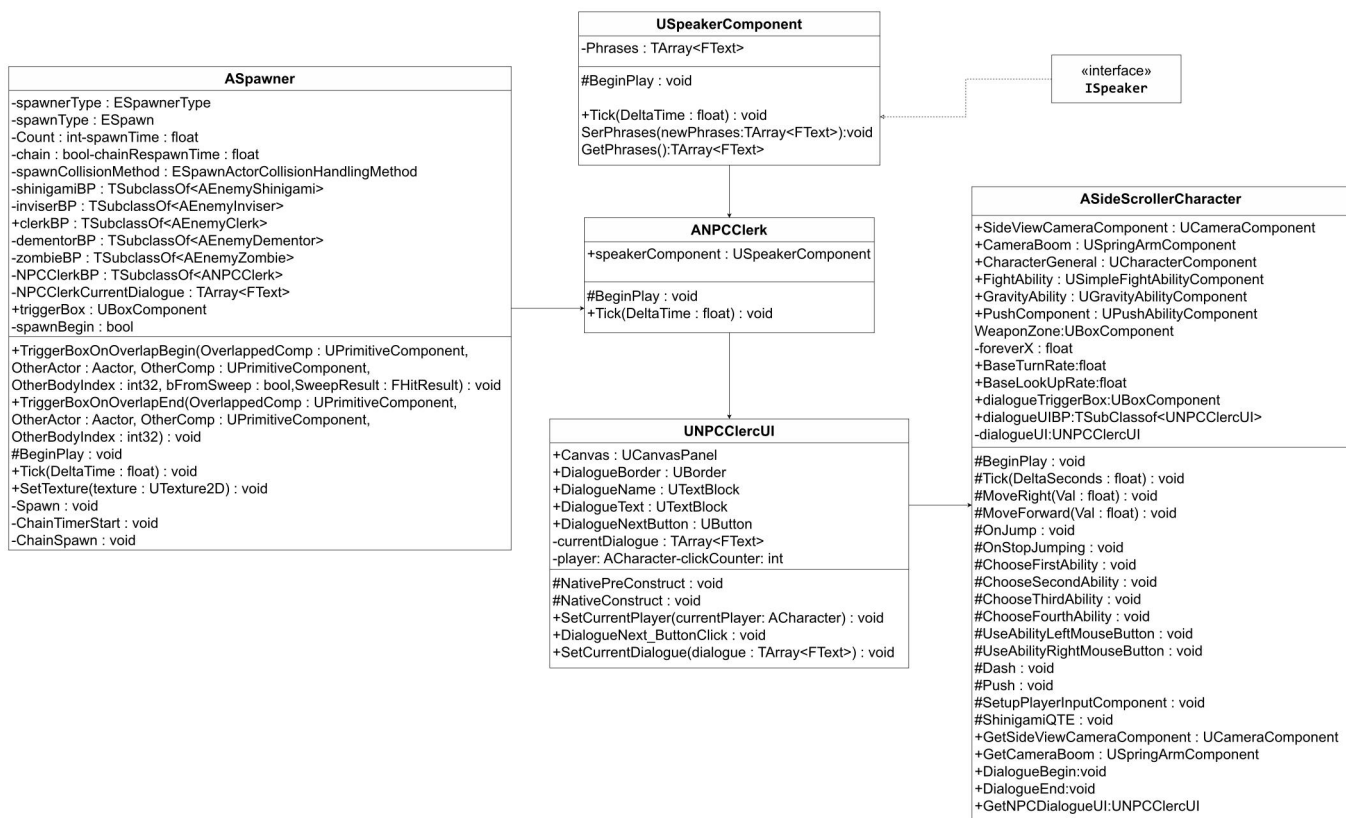 USpeakerComponent
-Phrases : TArray<FText>
#BeginPlay : void
+Tick(DeltaTime : float) : void
SerPhrases(newPhrases:TArray<FText>):void
GetPhrases():TArray<FText>
«interface»
ISpeaker
ASpawner
-spawnerType : ESpawnerType
-spawnType : ESpawn
-Count : int-spawnTime : float
-chain : bool-chainRespawnTime : float
-spawnCollisionMethod : ESpawnActorCollisionHandlingMethod
-shinigamiBP : TSubclassOf<AEnemyShinigami>
-inviserBP : TSubclassOf<AEnemyInviser>
+clerkBP : TSubclassOf<AEnemyClerk>
-dementorBP : TSubclassOf<AEnemyDementor>
-zombieBP : TSubclassOf<AEnemyZombie>
-NPCClerkBP : TSubclassOf<ANPCClerk>
-NPCClerkCurrentDialogue : TArray<FText>
+triggerBox : UBoxComponent
-spawnBegin : bool
+TriggerBoxOnOverlapBegin(OverlappedComp : UPrimitiveComponent,
OtherActor : Aactor, OtherComp : UPrimitiveComponent,
OtherBodyIndex : int32, bFromSweep : bool,SweepResult : FHitResult) : void
+TriggerBoxOnOverlapEnd(OverlappedComp : UPrimitiveComponent,
OtherActor : Aactor, OtherComp : UPrimitiveComponent,
OtherBodyIndex : int32) : void
#BeginPlay : void
+Tick(DeltaTime : float) : void
+SetTexture(texture : UTexture2D) : void
-Spawn : void
-ChainTimerStart : void
-ChainSpawn : void
ANPCClerk
+speakerComponent : USpeakerComponent
#BeginPlay : void
+Tick(DeltaTime : float) : void
UNPCClercUI
+Canvas : UCanvasPanel
+DialogueBorder : UBorder
+DialogueName : UTextBlock
+DialogueText : UTextBlock
+DialogueNextButton : UButton
-currentDialogue : TArray<FText>
-player: ACharacter-clickCounter: int
#NativePreConstruct : void
#NativeConstruct : void
+SetCurrentPlayer(currentPlayer: ACharacter) : void
+DialogueNext_ButtonClick : void
+SetCurrentDialogue(dialogue : TArray<FText>) : void
ASideScrollerCharacter
+SideViewCameraComponent : UCameraComponent
+CameraBoom : USpringArmComponent
+CharacterGeneral : UCharacterComponent
+FightAbility : USimpleFightAbilityComponent
+GravityAbility : UGravityAbilityComponent
+PushComponent : UPushAbilityComponent
WeaponZone:UBoxComponent
-foreverX : float
+BaseTurnRate:float
+BaseLookUpRate:float
+dialogueTriggerBox:UBoxComponent
+dialogueUIBP:TSubClassof<UNPCClercUI>
-dialogueUI:UNPCClercUI
#BeginPlay : void
#Tick(DeltaSeconds : float) : void
#MoveRight(Val : float) : void
#MoveForward(Val : float) : void
#OnJump : void
#OnStopJumping : void
#ChooseFirstAbility : void
#ChooseSecondAbility : void
#ChooseThirdAbility : void
#ChooseFourthAbility : void
#UseAbilityLeftMouseButton : void
#UseAbilityRightMouseButton : void
#Dash : void
#Push : void
#SetupPlayerInputComponent : void
#ShinigamiQTE : void
+GetSideViewCameraComponent : UCameraComponent
+GetCameraBoom : USpringArmComponent
+DialogueBegin:void
+DialogueEnd:void
+GetNPCDialogueUI:UNPCClercUI